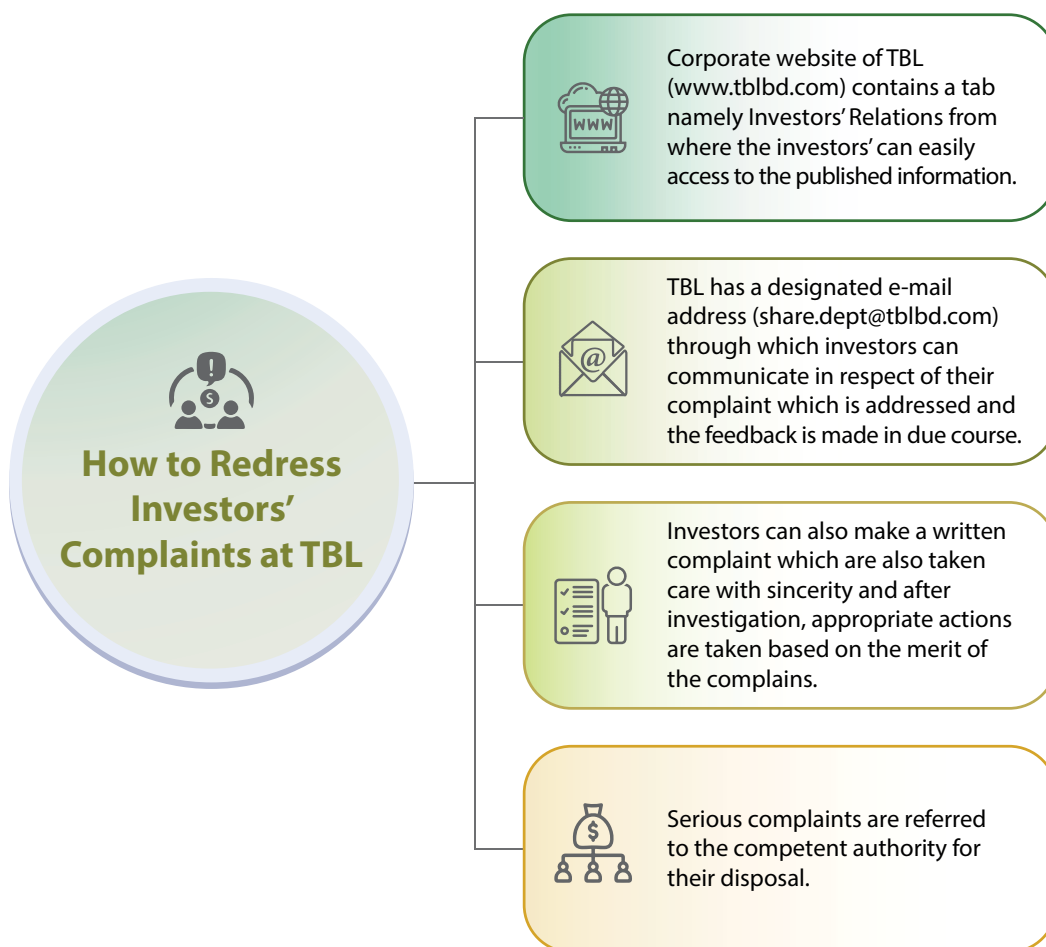 How to Redress
Investors’
Complaints at TBL
Corporate website of TBL
(www.tblbd.com) contains a tab
namely Investors’ Relations from
where the investors’ can easily
access to the published information.
WWW
TBL has a designated e-mail
address (share.dept@tblbd.com)
through which investors can
communicate in respect of their
complaint which is addressed and
the feedback is made in due course.
@
Investors can also make a written
complaint which are also taken
care with sincerity and after
investigation, appropriate actions
are taken based on the merit of
the complains.
Serious complaints are referred
to the competent authority for
their disposal.
$